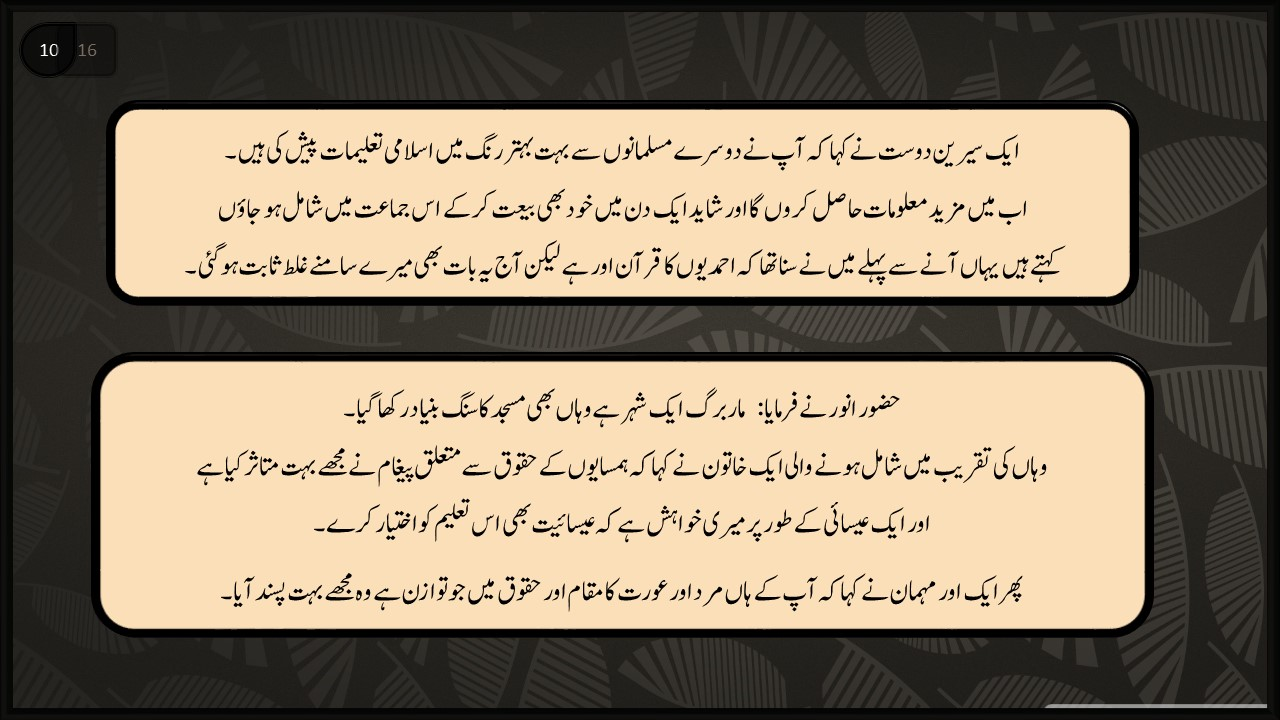 10 16
ایک سیرین دوست نے کہا کہ آپ نے دوسرے مسلمانوں سے بہت بہتر رنگ میں اسلامی تعلیمات پیش کی ہیں۔
اب میں مزید معلومات حاصل کروں گا اور شاید ایک دن میں خود بھی بیعت کر کے اس جماعت میں شامل ہو جاؤں
کہتے ہیں یہاں آنے سے پہلے میں نے سنا تھا کہ احمدیوں کا قرآن اور ہے لیکن آج یہ بات بھی میرے سامنے غلط ثابت ہو گئی۔
حضور انور نے فرمایا: ماربرگ ایک شہر ہے وہاں بھی مسجد کا سنگ بنیاد رکھا گیا۔
وہاں کی تقریب میں شامل ہونے والی ایک خاتون نے کہا کہ ہمسایوں کے حقوق سے متعلق پیغام نے مجھے بہت متاثر کیا ہے
اور ایک عیسائی کے طور پر میری خواہش ہے کہ عیسائیت بھی اس تعلیم کو اختیار کرے۔
پھر ایک اور مہمان نے کہا کہ آپ کے ہاں مرد اور عورت کا مقام اور حقوق میں جو توازن ہے وہ مجھے بہت پسند آیا۔